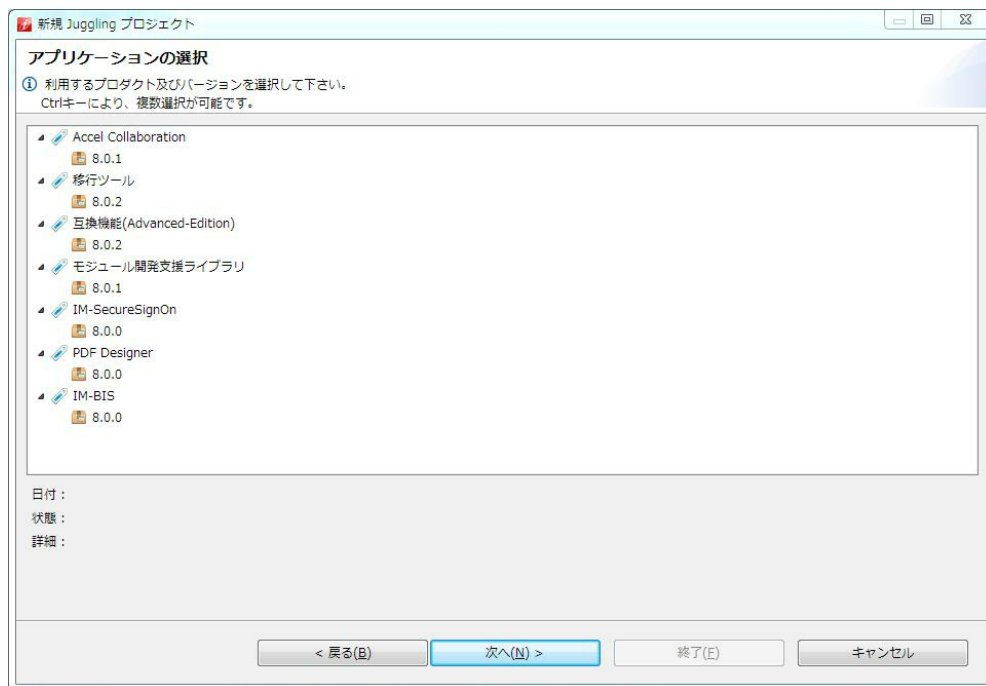 新規 Juggling プロジェクト
アプリケーションの選択
利用するプロダクト及びバージョンを選択して下さい。
Ctrlキーにより、複数選択が可能です。
Accel Collaboration
8.0.1
移行ツール
8.0.2
互換機能(Advanced-Edition)
8.0.2
モジュール開発支援ライブラリ
8.0.1
IM-SecureSignOn
8.0.0
PDF Designer
8.0.0
IM-BIS
8.0.0
日付：
状態：
詳細：
< 戻る(B) 次へ(N) > 終了(F) キャンセル